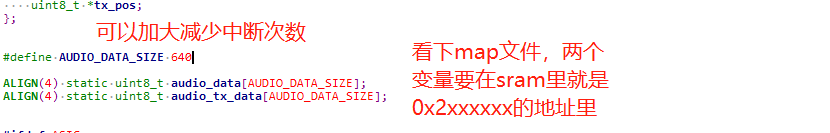 uint8_t *tx_pos;
};
可以加大减少中断次数
#define AUDIO_DATA_SIZE 640
ALIGN(4) static uint8_t audio_data[AUDIO_DATA_SIZE];
ALIGN(4) static uint8_t audio_tx_data[AUDIO_DATA_SIZE];
看下map文件，两个
变量要在sram里就是
0x2xxxxxx的地址里